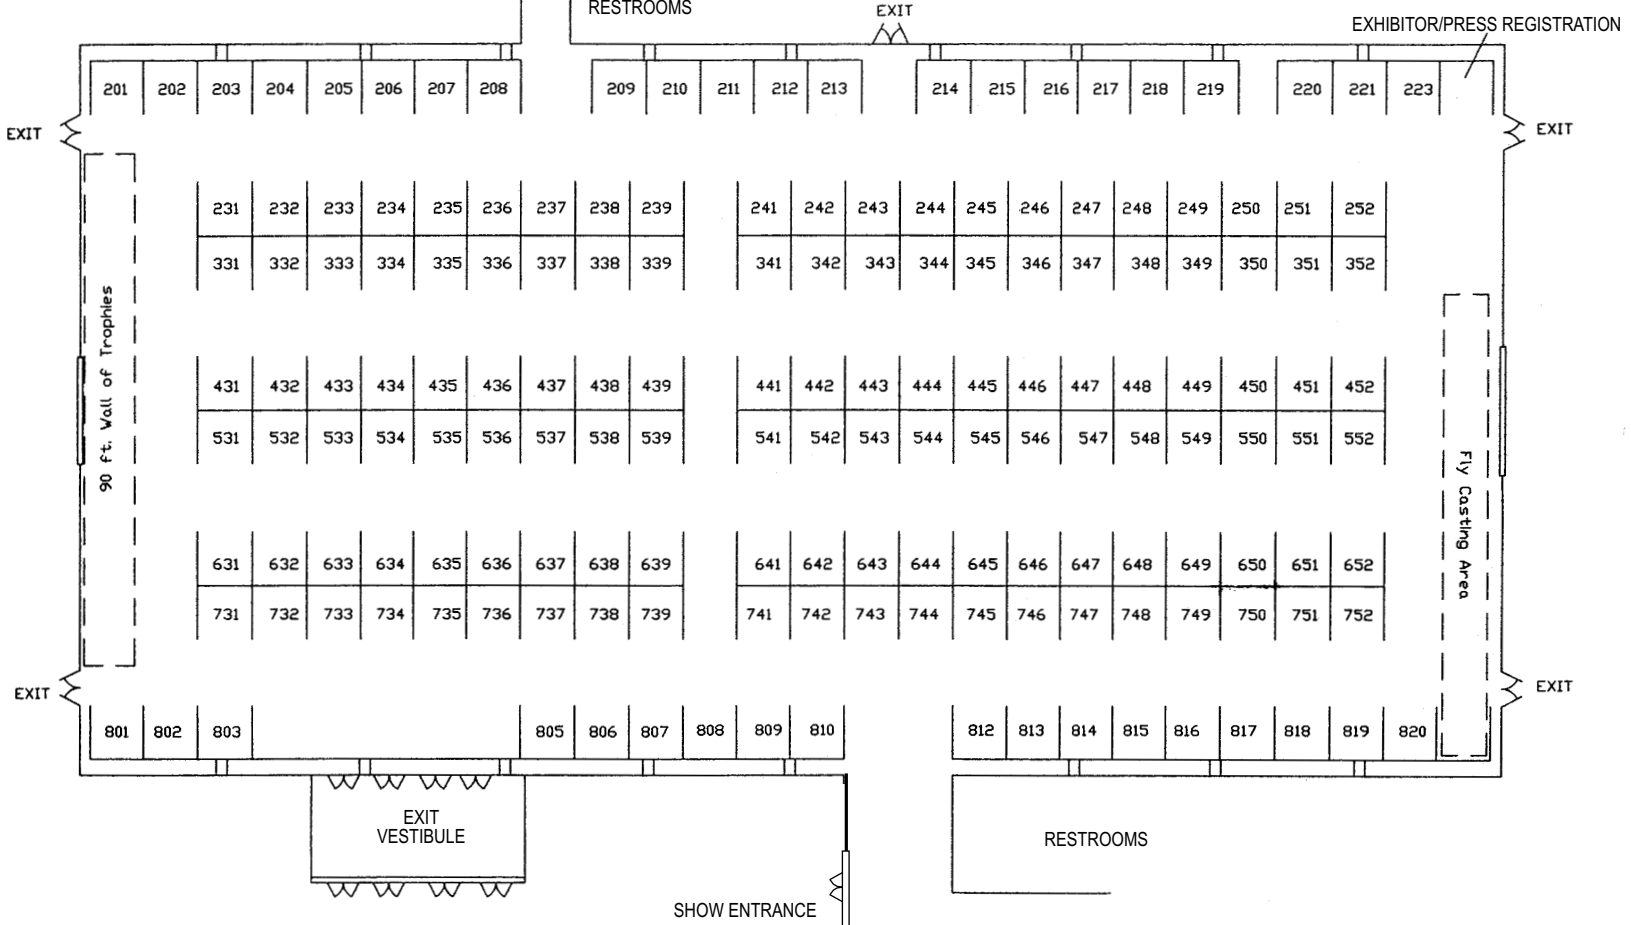 RESTROOMS
EXIT
EXHIBITOR/PRESS REGISTRATION
201 202 203 204 205 206 207 208 209 210 211 212 213 214 215 216 217 218 219 220 221 223
EXIT
EXIT
231 232 233 234 235 236 237 238 239 241 242 243 244 245 246 247 248 249 250 251 252
331 332 333 334 335 336 337 338 339 341 342 343 344 345 346 347 348 349 350 351 352
90 ft. Wall of Trophies
431 432 433 434 435 436 437 438 439 441 442 443 444 445 446 447 448 449 450 451 452
531 532 533 534 535 536 537 538 539 541 542 543 544 545 546 547 548 549 550 551 552
Fly Casting Area
631 632 633 634 635 636 637 638 639 641 642 643 644 645 646 647 648 649 650 651 652
731 732 733 734 735 736 737 738 739 741 742 743 744 745 746 747 748 749 750 751 752
EXIT
EXIT
801 802 803 805 806 807 808 809 810 812 813 814 815 816 817 818 819 820
EXIT
VESTIBULE
RESTROOMS
SHOW ENTRANCE